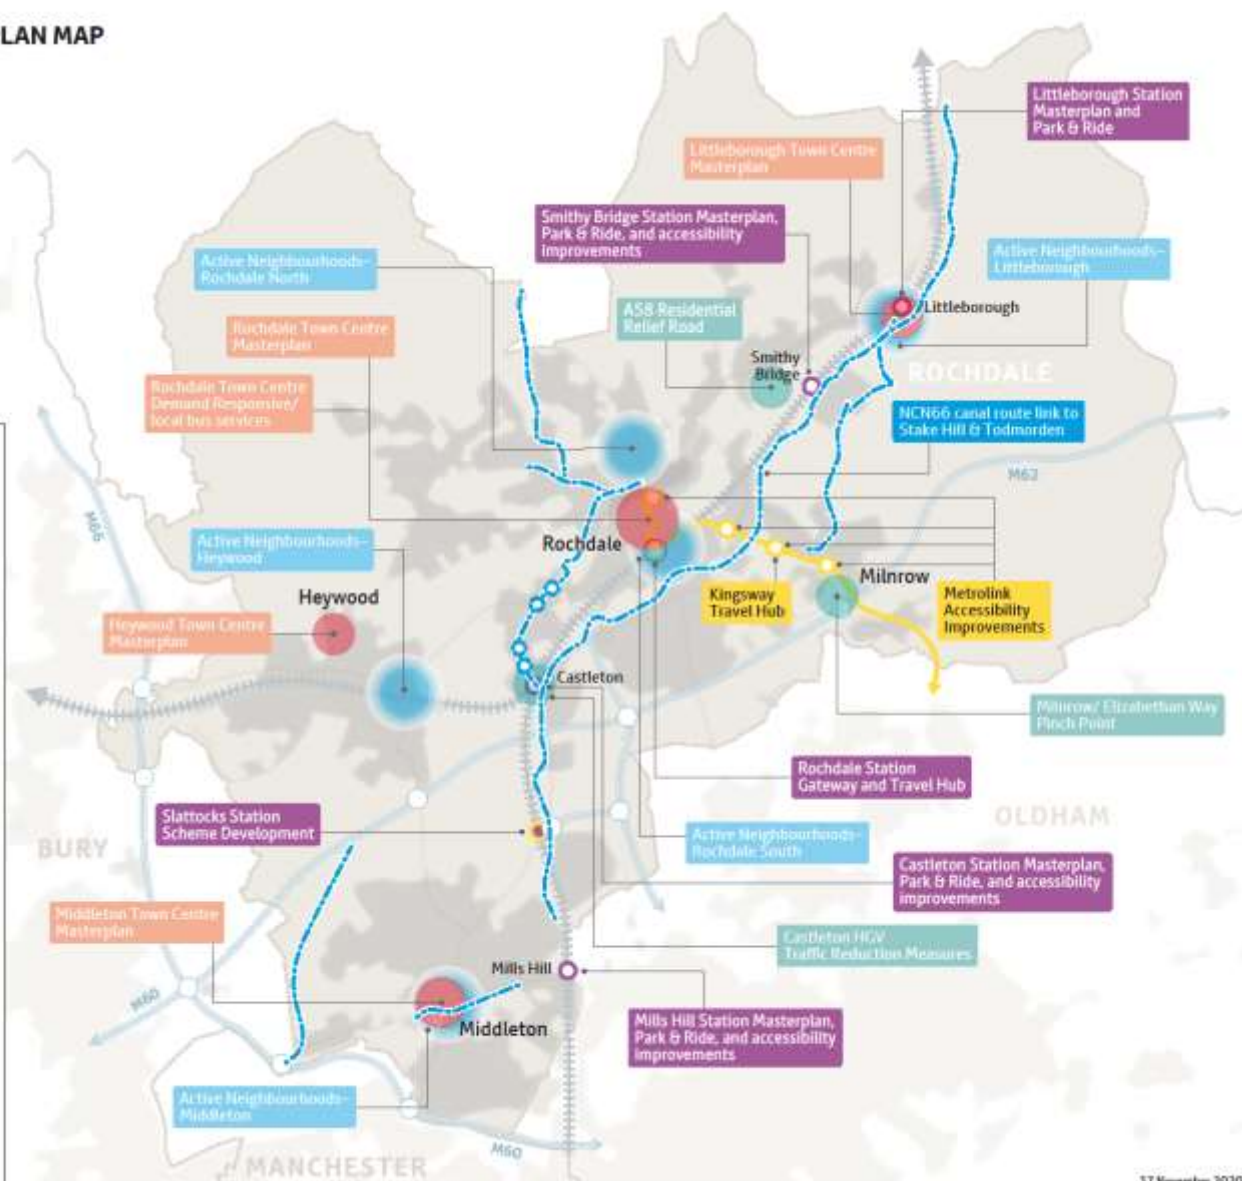 LAN MAP
Littleborough Station
Masterplan and
Park & Ride
Littleborough Town Centre
Masterplan
Smithy Bridge Station Masterplan,
Park & Ride, and accessibility
improvements
Active Neighbourhoods–
Littleborough
Active Neighbourhoods–
Rochdale North
A58 Residential
Relief Road
Littleborough
Rochdale Town Centre
Masterplan
Smithy
Bridge
ROCHDALE
Rochdale Town Centre
Demand Responsive/
local bus services
NCN66 canal route link to
Stake Hill & Todmorden
M62
M66
Active Neighbourhoods–
Heywood
Rochdale
Milnrow
Heywood
Kingsway
Travel Hub
Metrolink
Accessibility
Improvements
Heywood Town Centre
Masterplan
Castleton
Milnrow/ Elizabethan Way
Pinch Point
Rochdale Station
Gateway and Travel Hub
Slattocks Station
Scheme Development
OLDHAM
BURY
Active Neighbourhoods–
Rochdale South
Castleton Station Masterplan,
Park & Ride, and accessibility
improvements
Middleton Town Centre
Masterplan
Castleton HGV
Traffic Reduction Measures
Mills Hill
M60
Middleton
Mills Hill Station Masterplan,
Park & Ride, and accessibility
improvements
Active Neighbourhoods–
Middleton
M60
MANCHESTER
November 2020